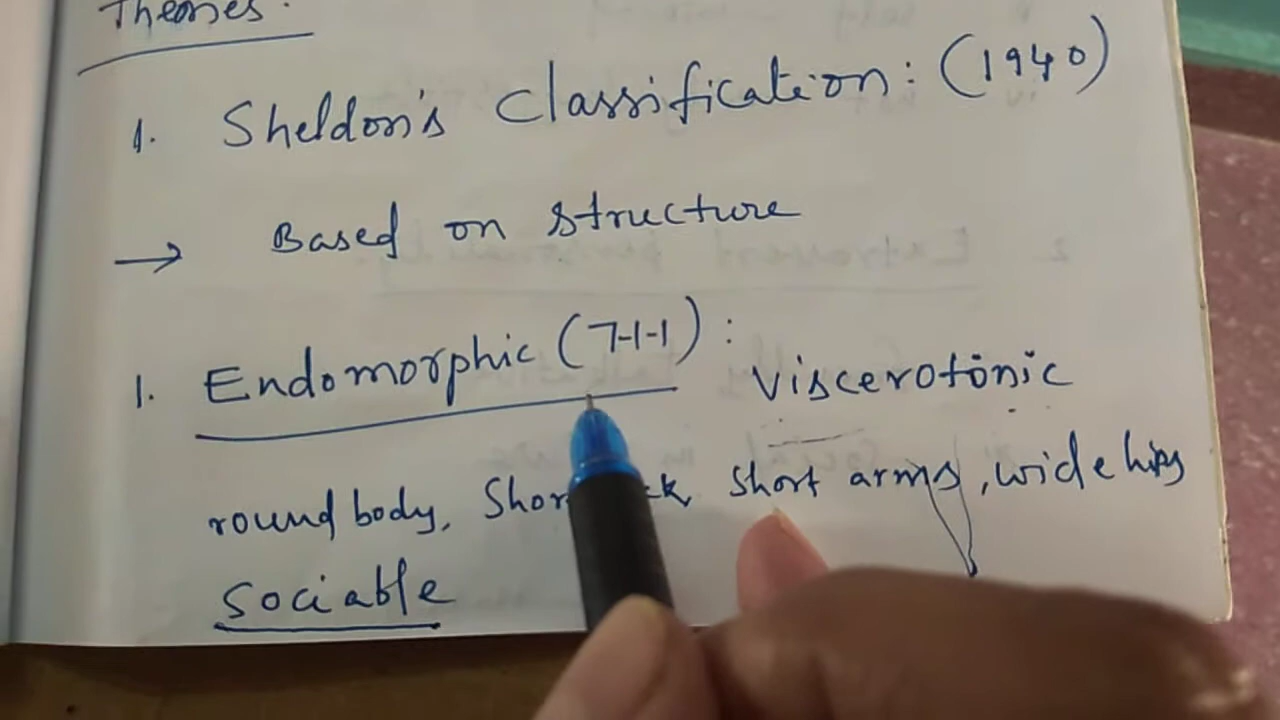 Theories:
1. Sheldon's Classification: (1940)
→ Based on structure
1. Endomorphic (7-1-1): Viscerotonic
round body, short arms, wide hips
Sociable